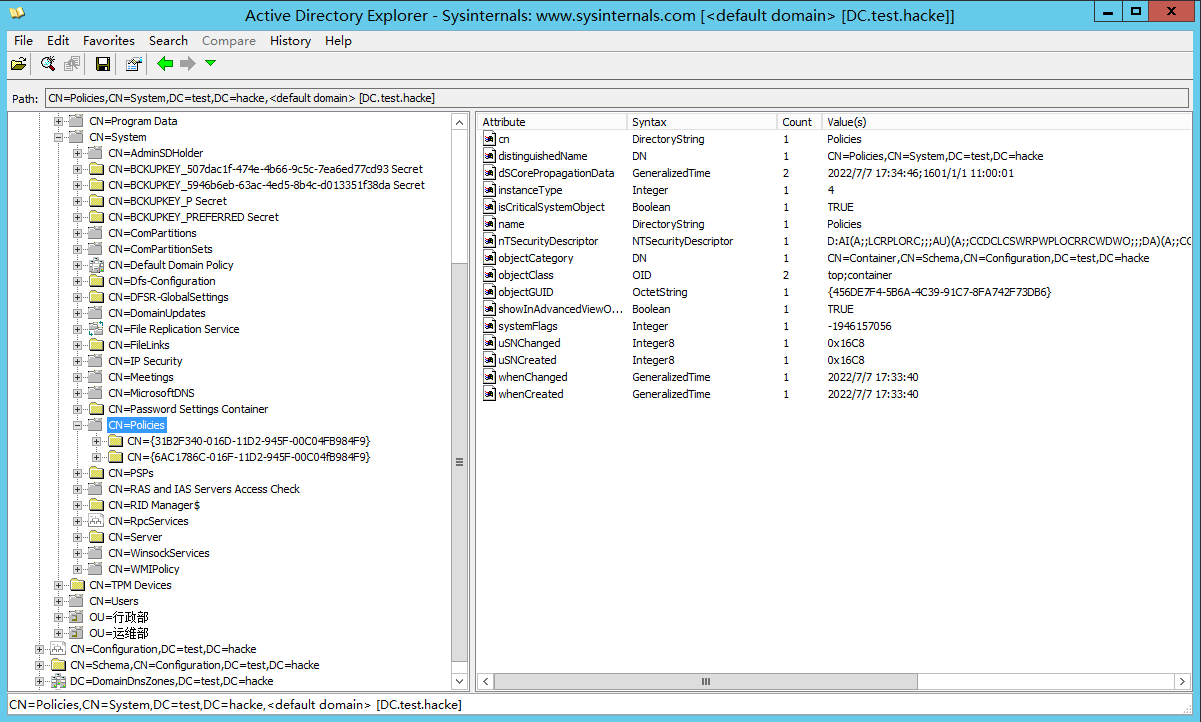 Active Directory Explorer - Sysinternals: www.sysinternals.com [<default domain> [DC.test.hacke]]
File Edit Favorites Search Compare History Help
Path: CN=Policies,CN=System,DC=test,DC=hacke,<default domain> [DC.test.hacke]
CN=Program Data
CN=System
CN=AdminSDHolder
CN=BCKUPKEY_507dac1f-474e-4b66-9c5c-7ea6ed77cd93 Secret
CN=BCKUPKEY_5946b6eb-63ac-4ed5-8b4c-d013351f38da Secret
CN=BCKUPKEY_P Secret
CN=BCKUPKEY_PREFERRED Secret
CN=ComPartitions
CN=ComPartitionSets
CN=Default Domain Policy
CN=Dfs-Configuration
CN=DFSR-GlobalSettings
CN=DomainUpdates
CN=File Replication Service
CN=FileLinks
CN=IP Security
CN=Meetings
CN=MicrosoftDNS
CN=Password Settings Container
CN=Policies
CN={31B2F340-016D-11D2-945F-00C04FB984F9}
CN={6AC1786C-016F-11D2-945F-00C04fB984F9}
CN=PSPs
CN=RAS and IAS Servers Access Check
CN=RID Manager$
CN=RpcServices
CN=Server
CN=WinsockServices
CN=WMIPolicy
CN=TPM Devices
CN=Users
OU=行政部
OU=运维部
CN=Configuration,DC=test,DC=hacke
CN=Schema,CN=Configuration,DC=test,DC=hacke
DC=DomainDnsZones,DC=test,DC=hacke
Attribute Syntax Count Value(s)
cn DirectoryString 1 Policies
distinguishedName DN 1 CN=Policies,CN=System,DC=test,DC=hacke
dSCorePropagationData GeneralizedTime 2 2022/7/7 17:34:46;1601/1/1 11:00:01
instanceType Integer 1 4
isCriticalSystemObject Boolean 1 TRUE
name DirectoryString 1 Policies
nTSecurityDescriptor NTSecurityDescriptor 1 D:AI(A;;LCRPLORC;;;AU)(A;;CCDCLCSWRPWPLOCRRCWDWO;;;DA)(A;;CC
objectCategory DN 1 CN=Container,CN=Schema,CN=Configuration,DC=test,DC=hacke
objectClass OID 2 top;container
objectGUID OctetString 1 {456DE7F4-5B6A-4C39-91C7-8FA742F73DB6}
showInAdvancedViewO... Boolean 1 TRUE
systemFlags Integer 1 -1946157056
uSNChanged Integer8 1 0x16C8
uSNCreated Integer8 1 0x16C8
whenChanged GeneralizedTime 1 2022/7/7 17:33:40
whenCreated GeneralizedTime 1 2022/7/7 17:33:40
CN=Policies,CN=System,DC=test,DC=hacke,<default domain> [DC.test.hacke]